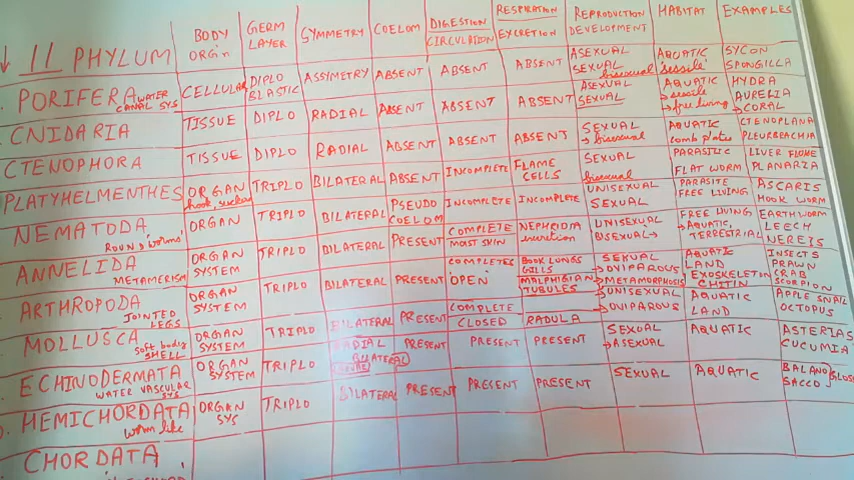 ↓ 11 PHYLUM BODY ORGIN GERM LAYER SYMMETRY COELOM DIGESTION CIRCULATION RESPIRATION EXCRETION REPRODUCTION DEVELOPMENT HABITAT EXAMPLES
PORIFERA WATER CANAL SYS CELLULAR DIPLO BLASTIC ASSYMETRY ABSENT ABSENT ABSENT ASEXUAL SEXUAL bisexual AQUATIC 'sessile' SYCON SPONGILLA
CNIDARIA TISSUE DIPLO RADIAL ABSENT ABSENT ABSENT ASEXUAL SEXUAL AQUATIC → sessile → free living HYDRA AURELIA CORAL
CTENOPHORA TISSUE DIPLO RADIAL ABSENT ABSENT ABSENT SEXUAL → bisexual AQUATIC comb plates CTENOPLANA PLEURBEACHIA
PLATYHELMENTHES ORGAN hook, suckers TRIPLO BILATERAL ABSENT INCOMPLETE FLAME CELLS SEXUAL bisexual PARASITIC FLAT WORM LIVER FLOME PLANARIA
NEMATODA ROUND 'worms' ORGAN TRIPLO BILATERAL PSEUDO COELOM INCOMPLETE INCOMPLETE UNISEXUAL SEXUAL PARASITE FREE LIVING ASCARIS HOOK WORM
ANNELIDA METAMERISM ORGAN SYSTEM TRIPLO BILATERAL PRESENT COMPLETE MOIST SKIN NEPHRIDIA excretion UNISEXUAL BISEXUAL→ FREE LIVING → AQUATIC, TERRESTRIAL EARTHWORM LEECH NEREIS
ARTHROPODA JOINTED LEGS ORGAN SYSTEM TRIPLO BILATERAL PRESENT COMPLETES 'OPEN' BOOK LUNGS GILLS MALPHIGIAN TUBULES SEXUAL → OVIPAROUS → METAMORPHOSIS AQUATIC LAND EXOSKELETON CHITIN INSECTS PRAWN CRAB SCORPION
MOLLUSCA soft body SHELL ORGAN SYSTEM TRIPLO BILATERAL PRESENT COMPLETE CLOSED RADULA → UNISEXUAL → OVIPAROUS AQUATIC LAND APPLE SNAIL OCTOPUS
ECHINODERMATA WATER VASCULAR SYS ORGAN SYSTEM TRIPLO RADIAL BILATERAL PRESENT PRESENT PRESENT SEXUAL → ASEXUAL AQUATIC ASTERIAS CUCUMIA
HEMICHORDATA worm like ORGAN SYS TRIPLO BILATERAL PRESENT PRESENT PRESENT SEXUAL AQUATIC BALANO SACCO GLOSS
CHORDATA